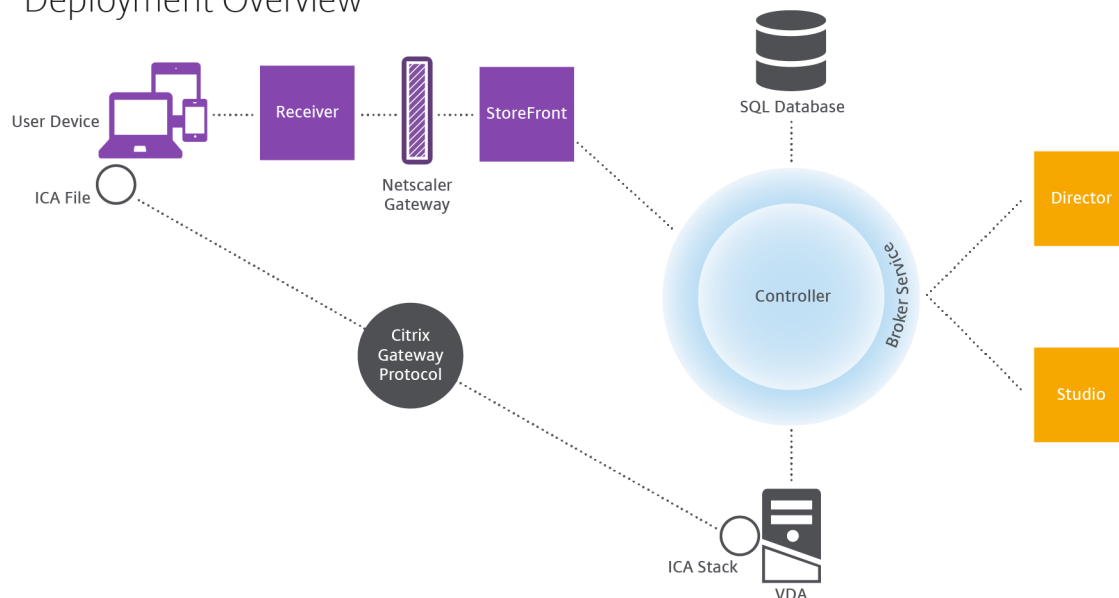 Deployment Overview
SQL Database
User Device
Receiver
StoreFront
Netscaler
Gateway
ICA File
Director
Broker Service
Controller
Citrix
Gateway
Protocol
Studio
ICA Stack
VDA